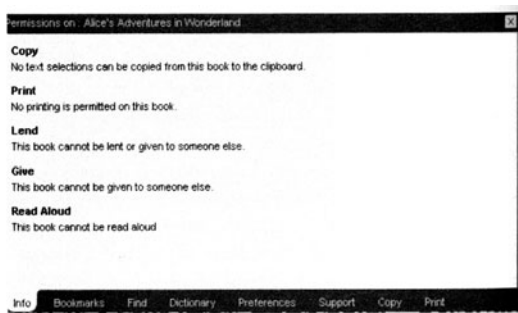 Permissions on : Alice's Adventures in Wonderland
X
Copy
No text selections can be copied from this book to the clipboard.
Print
No printing is permitted on this book.
Lend
This book cannot be lent or given to someone else.
Give
This book cannot be given to someone else.
Read Aloud
This book cannot be read aloud
Info Bookmarks Find Dictionary Preferences Support Copy Print